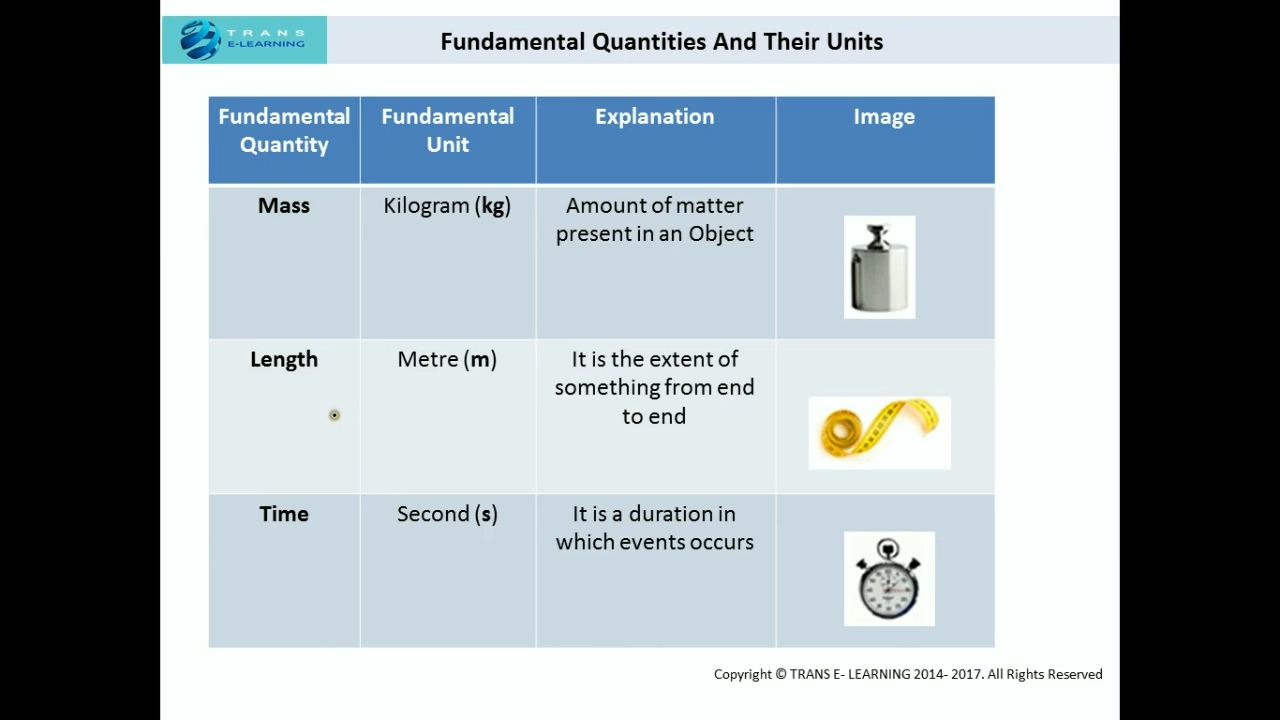 TRANS
E-LEARNING
Fundamental Quantities And Their Units
Fundamental
Quantity
Fundamental
Unit
Explanation
Image
Mass
Kilogram (kg)
Amount of matter
present in an Object
Length
Metre (m)
It is the extent of
something from end
to end
Time
Second (s)
It is a duration in
which events occurs
Copyright © TRANS E- LEARNING 2014- 2017. All Rights Reserved